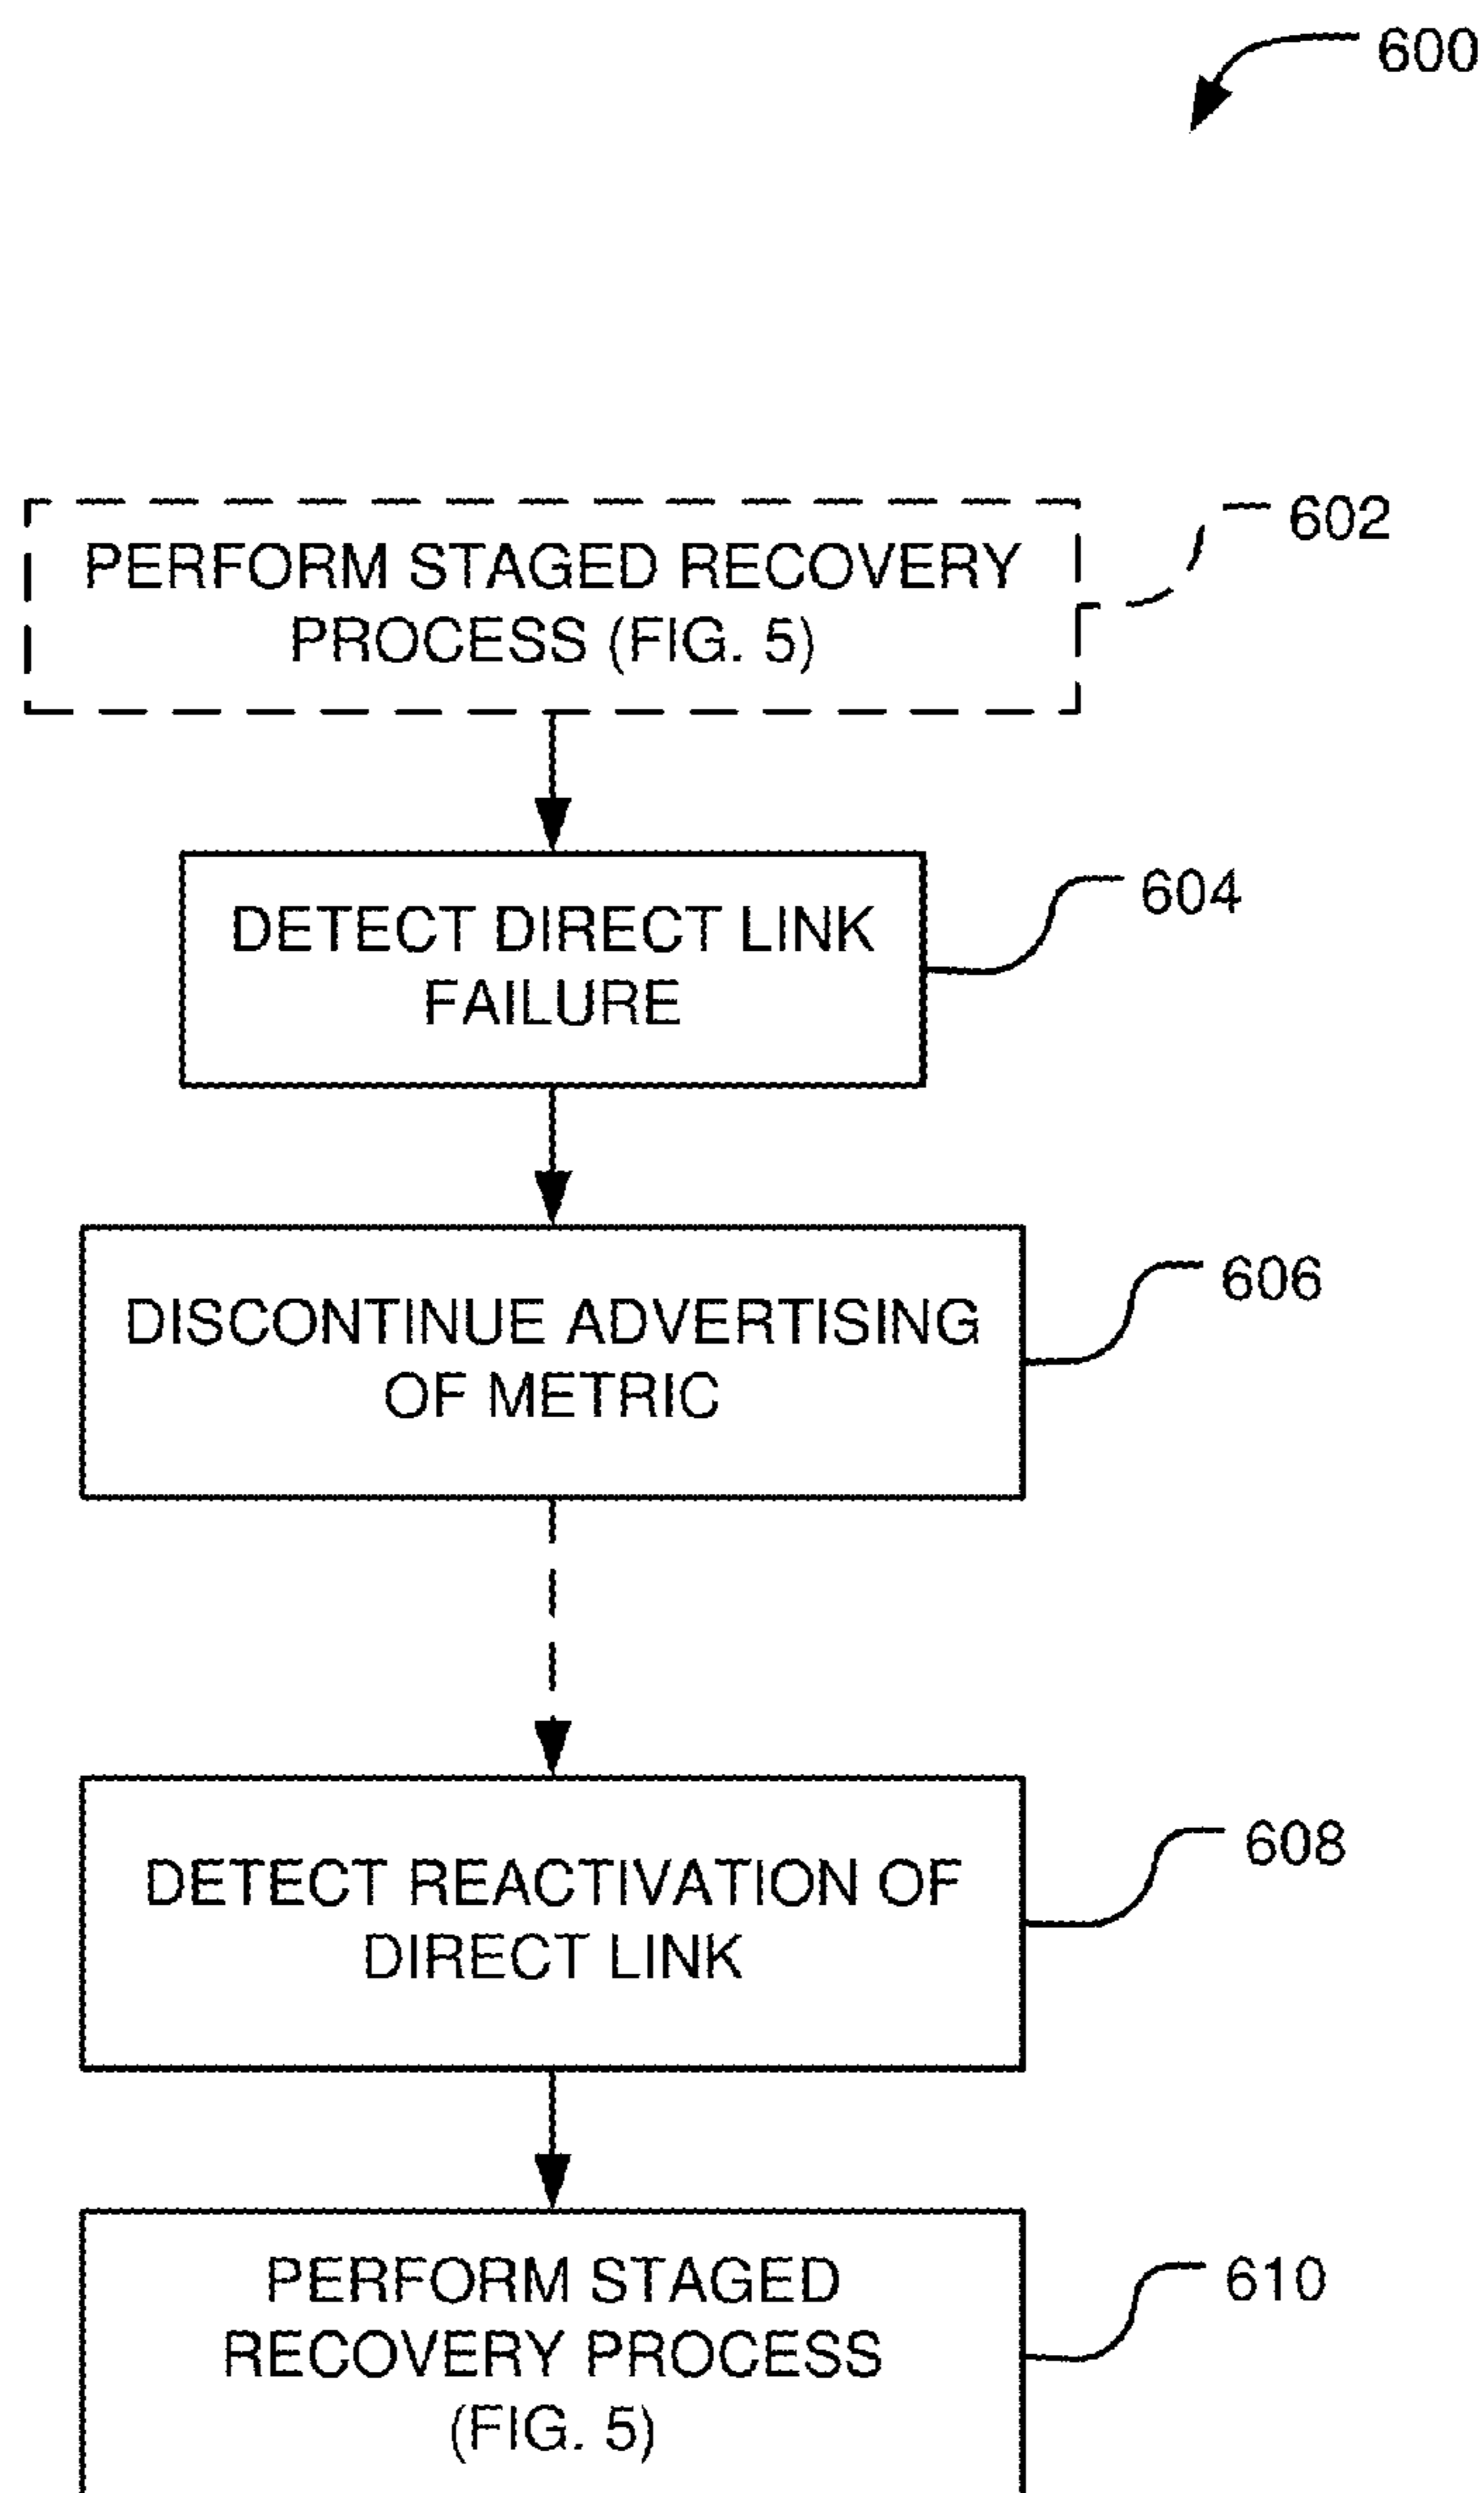 600
PERFORM STAGED RECOVERY
PROCESS (FIG. 5)
602
DETECT DIRECT LINK
FAILURE
604
DISCONTINUE ADVERTISING
OF METRIC
606
DETECT REACTIVATION OF
DIRECT LINK
608
PERFORM STAGED
RECOVERY PROCESS
(FIG. 5)
610